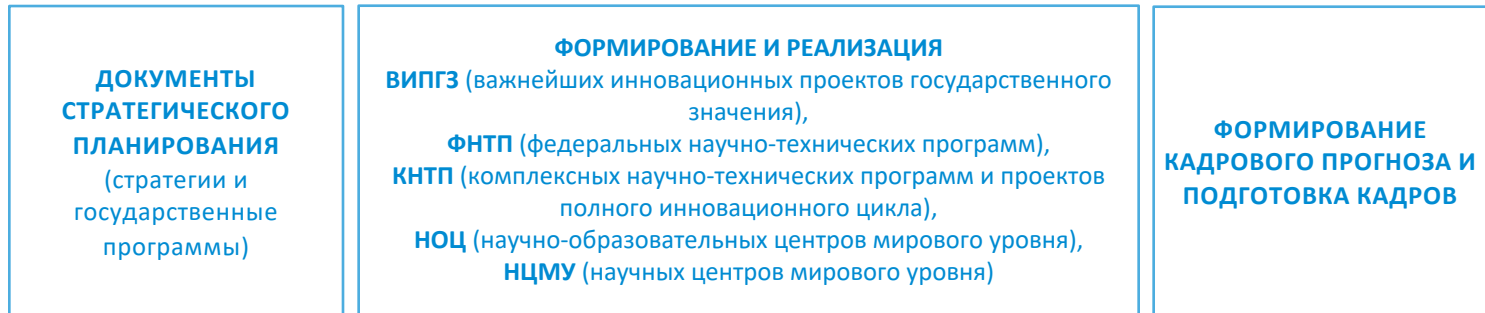 ДОКУМЕНТЫ
СТРАТЕГИЧЕСКОГО
ПЛАНИРОВАНИЯ
(стратегии и
государственные
программы)
ФОРМИРОВАНИЕ И РЕАЛИЗАЦИЯ
ВИПГЗ (важнейших инновационных проектов государственного
значения),
ФНТП (федеральных научно-технических программ),
КНТП (комплексных научно-технических программ и проектов
полного инновационного цикла),
НОЦ (научно-образовательных центров мирового уровня),
НЦМУ (научных центров мирового уровня)
ФОРМИРОВАНИЕ
КАДРОВОГО ПРОГНОЗА И
ПОДГОТОВКА КАДРОВ